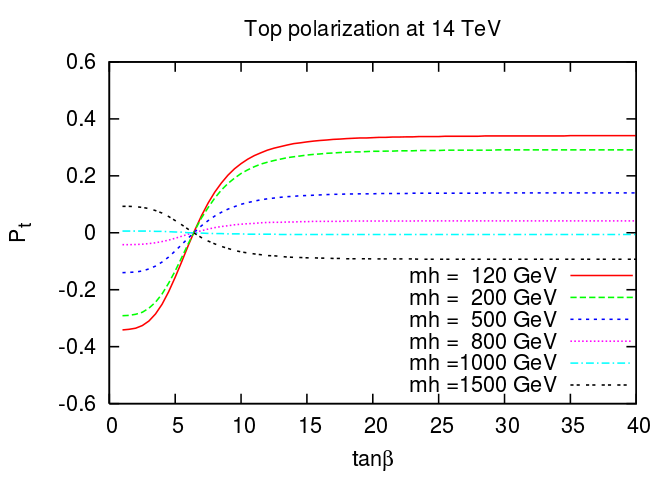 Top polarization at 14 TeV
0.6
0.4
0.2
0
-0.2
-0.4
-0.6
Pt
mh = 120 GeV
mh = 200 GeV
mh = 500 GeV
mh = 800 GeV
mh =1000 GeV
mh =1500 GeV
0 5 10 15 20 25 30 35 40
tanβ